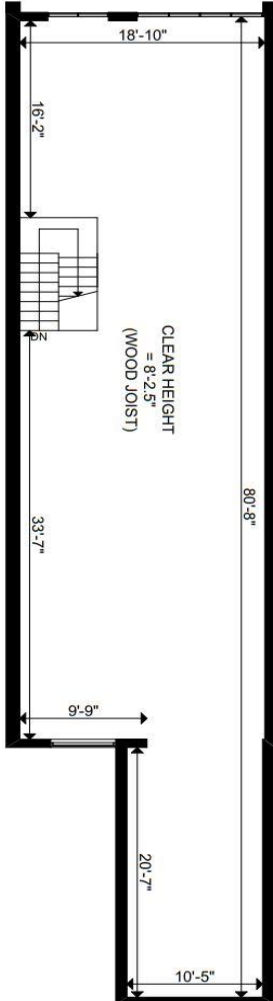 18'-10"
16'-2"
DN
CLEAR HEIGHT
= 8'-2.5"
(WOOD JOIST)
80'-8"
33'-7"
9'-9"
20'-7"
10'-5"